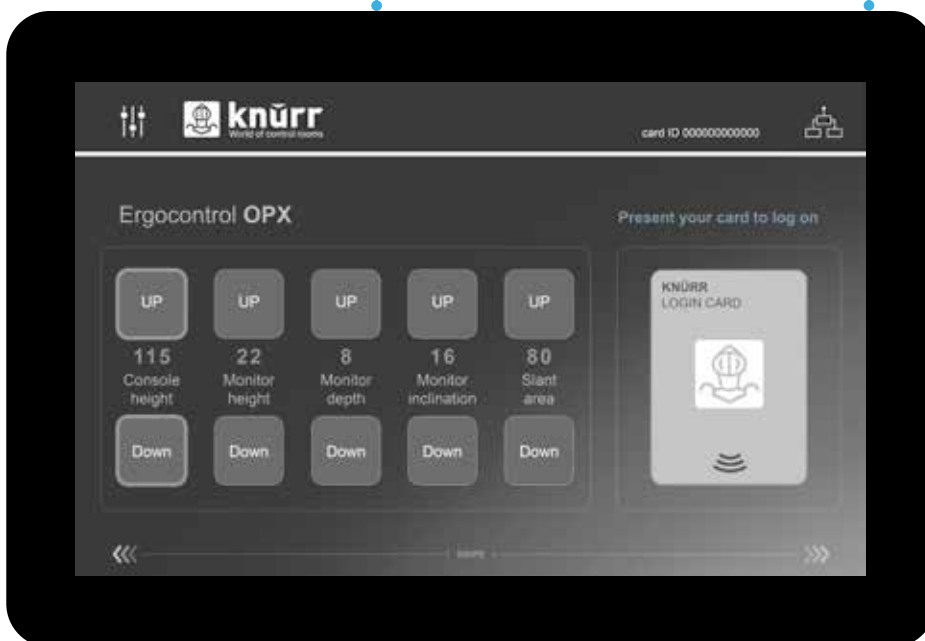 knürr
World of control rooms
card ID 000000000000
Ergocontrol OPX
Present your card to log on
UP UP UP UP UP
115 22 8 16 80
Console Monitor Monitor Monitor Slant
height height depth inclination area
Down Down Down Down Down
KNÜRR
LOGIN CARD